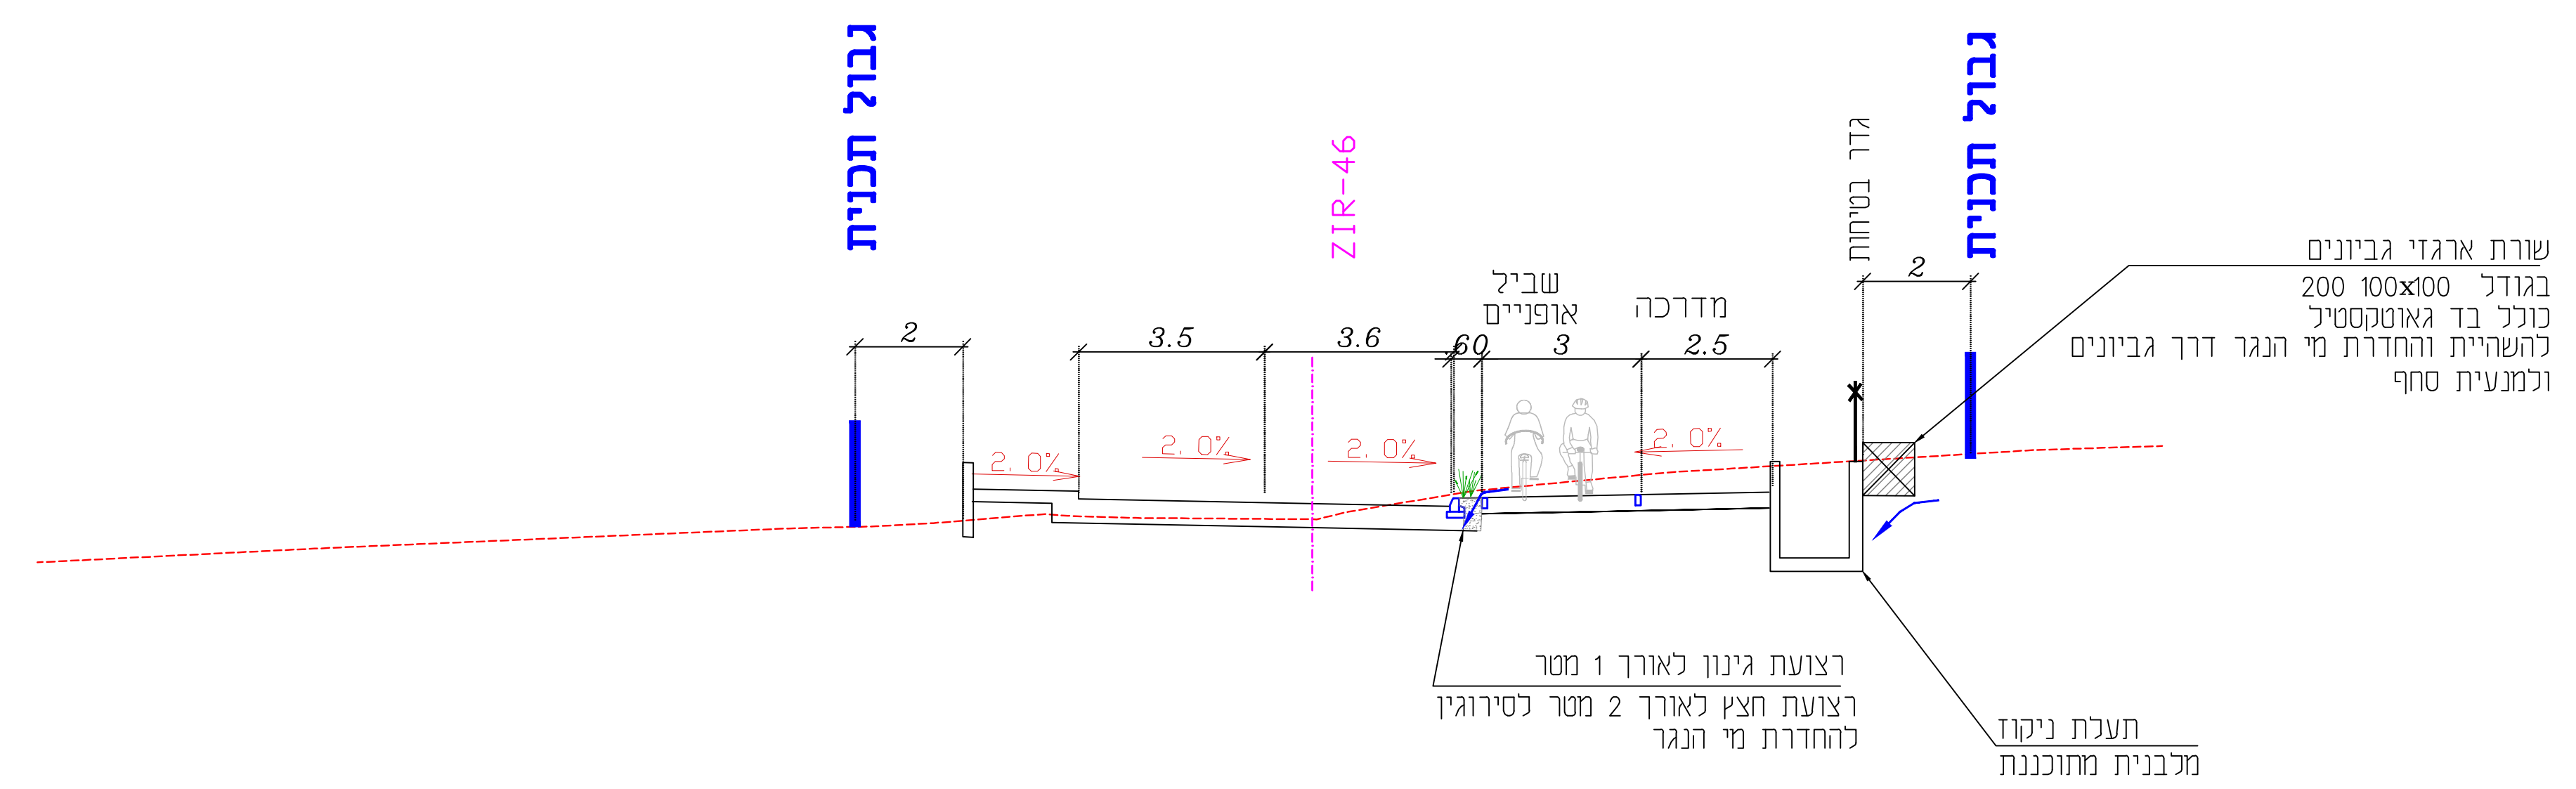 גבול תכנית
ZIR-46
גדר בטיחות
גבול תכנית
שורת ארגזי גביונים
בגודל 100x100 200
כולל בד גאוטקסטיל
להשהיית והחדרת מי הנגר דרך גביונים
ולמנעית סחף
2
שביל
אופניים
מדרכה
2
3.5
3.6
.60
3
2.5
2.0%
2.0%
2.0%
2.0%
רצועת גינון לאורך 1 מטר
רצועת חצץ לאורך 2 מטר לסירוגין
להחדרת מי הנגר
תעלת ניקוז
מלבנית מתוכננת